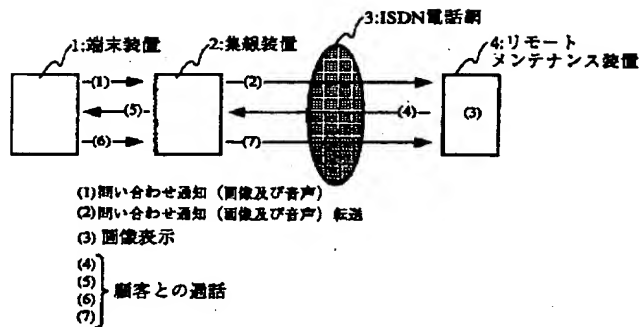 3:ISDN電話網
1:端末装置
2:集線装置
4:リモート
メンテナンス装置
(1)
(2)
(5)
(4)
(3)
(6)
(7)
(1)問い合わせ通知(画像及び音声)
(2)問い合わせ通知(画像及び音声)転送
(3)画像表示
(4)
(5)
(6)
(7)
顧客との通話